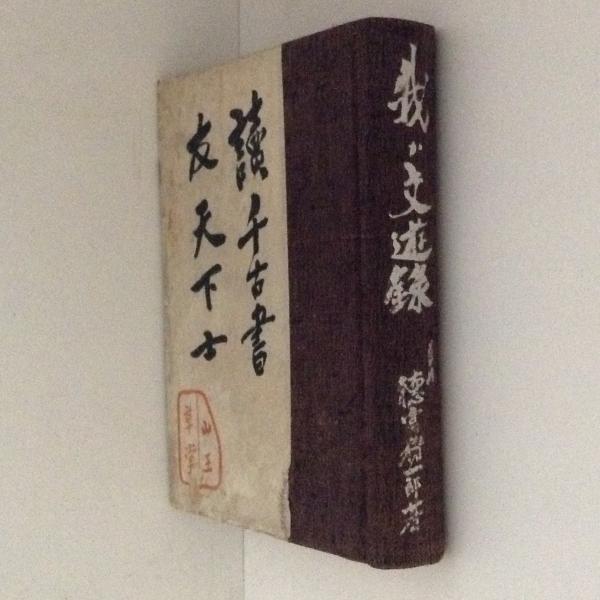 我が交遊録
徳富猪一郎著
讀千古書
友天下士
山王
草堂